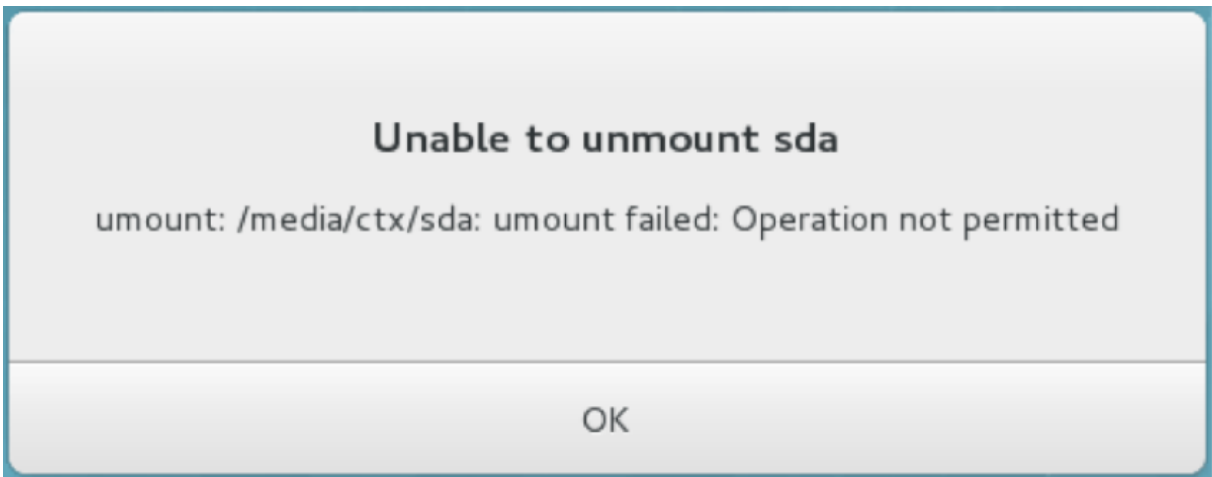 Unable to unmount sda
umount: /media/ctx/sda: umount failed: Operation not permitted
OK